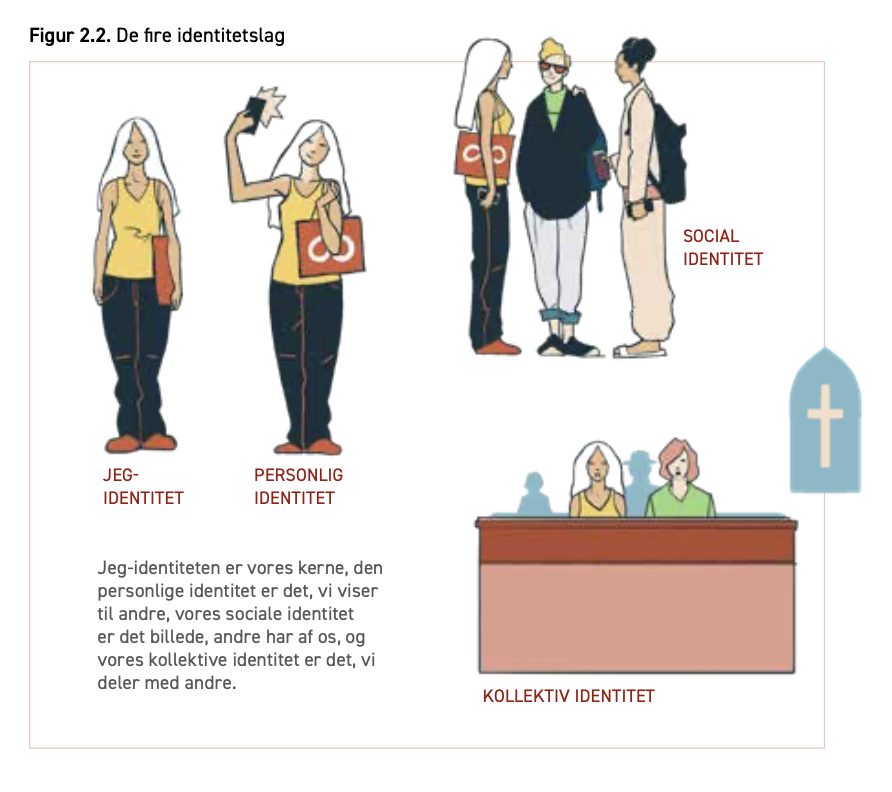 Figur 2.2. De fire identitetslag
SOCIAL
IDENTITET
JEG-
IDENTITET
PERSONLIG
IDENTITET
Jeg-identiteten er vores kerne, den
personlige identitet er det, vi viser
til andre, vores sociale identitet
er det billede, andre har af os, og
vores kollektive identitet er det, vi
deler med andre.
KOLLEKTIV IDENTITET